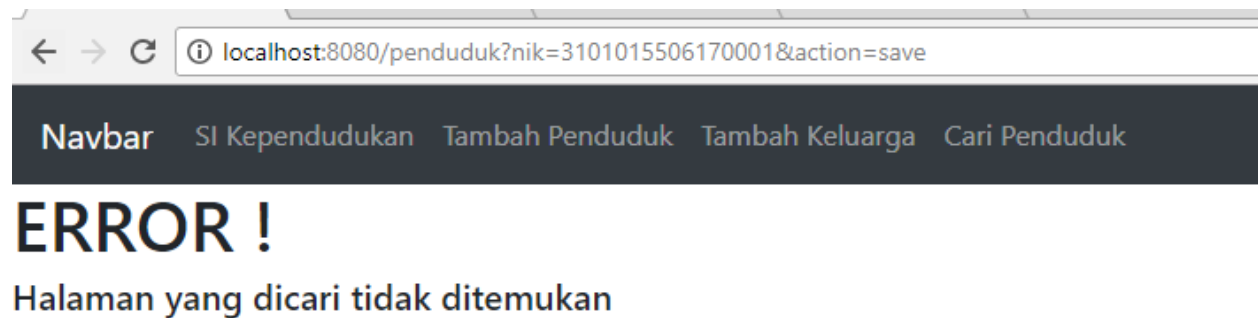 localhost:8080/penduduk?nik=3101015506170001&action=save
Navbar SI Kependudukan Tambah Penduduk Tambah Keluarga Cari Penduduk
ERROR !
Halaman yang dicari tidak ditemukan